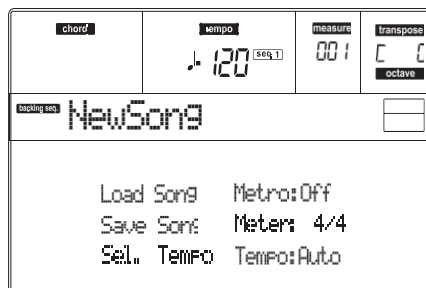 chord tempo measure transpose
♩= 120 seq.1 001 C 0
octave
backing seq. NewSong
Load Song Metro:Off
Save Song Meter: 4/4
Sel. Tempo Tempo:Auto